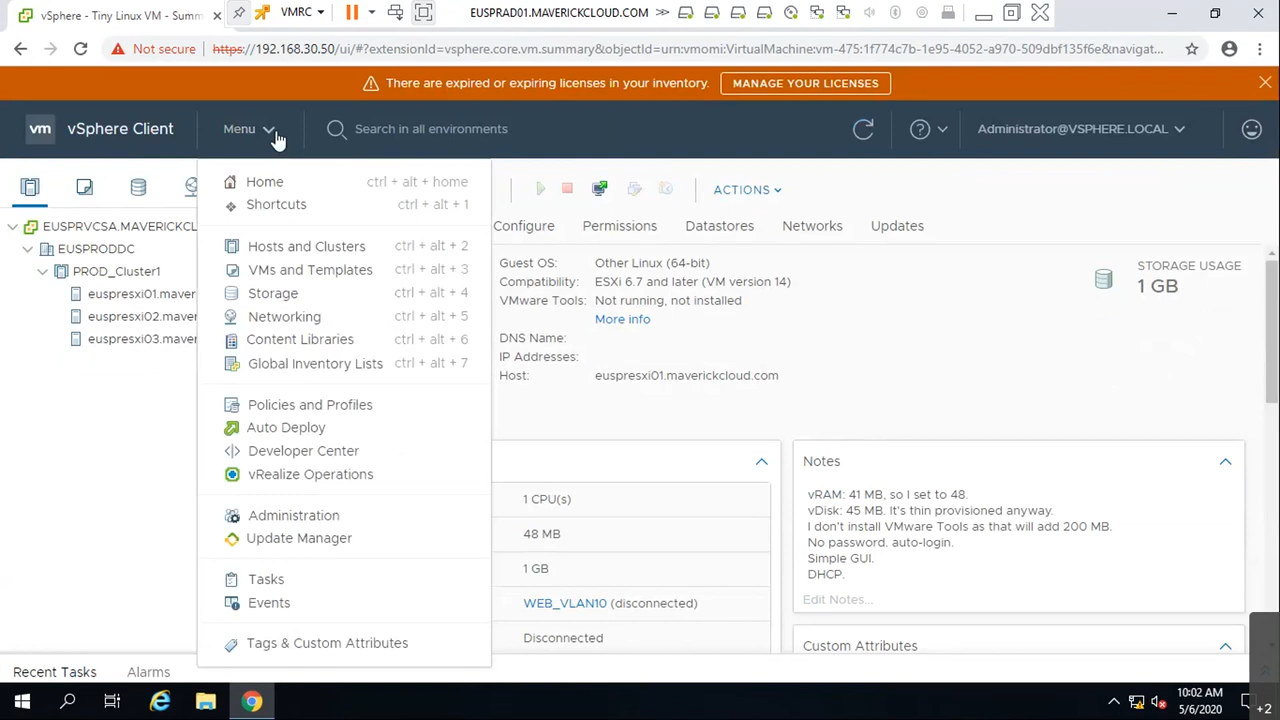 vSphere - Tiny Linux VM - Summ
VMRC
EUSPRAD01.MAVERICKCLOUD.COM
Not secure
https://192.168.30.50/ui/#?extensionId=vsphere.core.vm.summary&objectId=urn:vmomi:VirtualMachine:vm-475:1f774c7b-1e95-4052-a970-509dbf135f6e&navigat...
There are expired or expiring licenses in your inventory.
MANAGE YOUR LICENSES
vm vSphere Client
Menu
Search in all environments
Administrator@VSPHERE.LOCAL
Home ctrl + alt + home
Shortcuts ctrl + alt + 1
Hosts and Clusters ctrl + alt + 2
VMs and Templates ctrl + alt + 3
Storage ctrl + alt + 4
Networking ctrl + alt + 5
Content Libraries ctrl + alt + 6
Global Inventory Lists ctrl + alt + 7
Policies and Profiles
Auto Deploy
Developer Center
vRealize Operations
Administration
Update Manager
Tasks
Events
Tags & Custom Attributes
EUSPRVCSA.MAVERICKCL
EUSPRODDC
PROD_Cluster1
euspresxi01.maver
euspresxi02.maver
euspresxi03.maver
ACTIONS
Configure Permissions Datastores Networks Updates
Guest OS: Other Linux (64-bit)
Compatibility: ESXi 6.7 and later (VM version 14)
VMware Tools: Not running, not installed
More info
DNS Name:
IP Addresses:
Host: euspresxi01.maverickcloud.com
STORAGE USAGE
1 GB
1 CPU(s)
48 MB
1 GB
WEB_VLAN10 (disconnected)
Disconnected
Notes
vRAM: 41 MB, so I set to 48.
vDisk: 45 MB. It's thin provisioned anyway.
I don't install VMware Tools as that will add 200 MB.
No password. auto-login.
Simple GUI.
DHCP.
Edit Notes...
Custom Attributes
Recent Tasks Alarms
10:02 AM
5/6/2020
+2